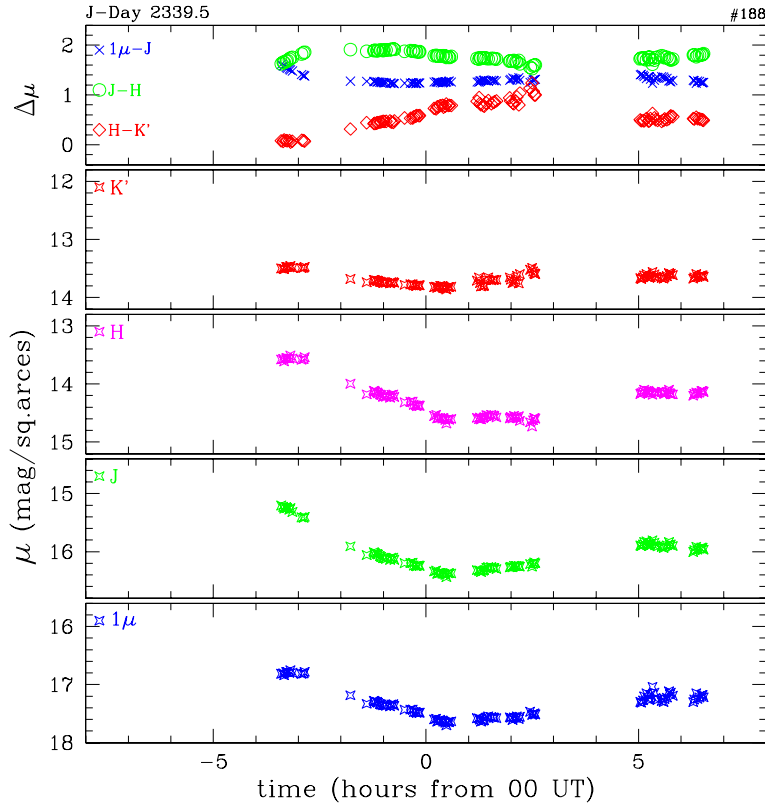 J-Day 2339.5
#188
1μ-J
J-H
H-K'
Δμ
2
1
0
K'
12
13
14
H
13
14
15
J
15
16
1μ
16
17
18
μ (mag/sq.arces)
-5
0
5
time (hours from 00 UT)